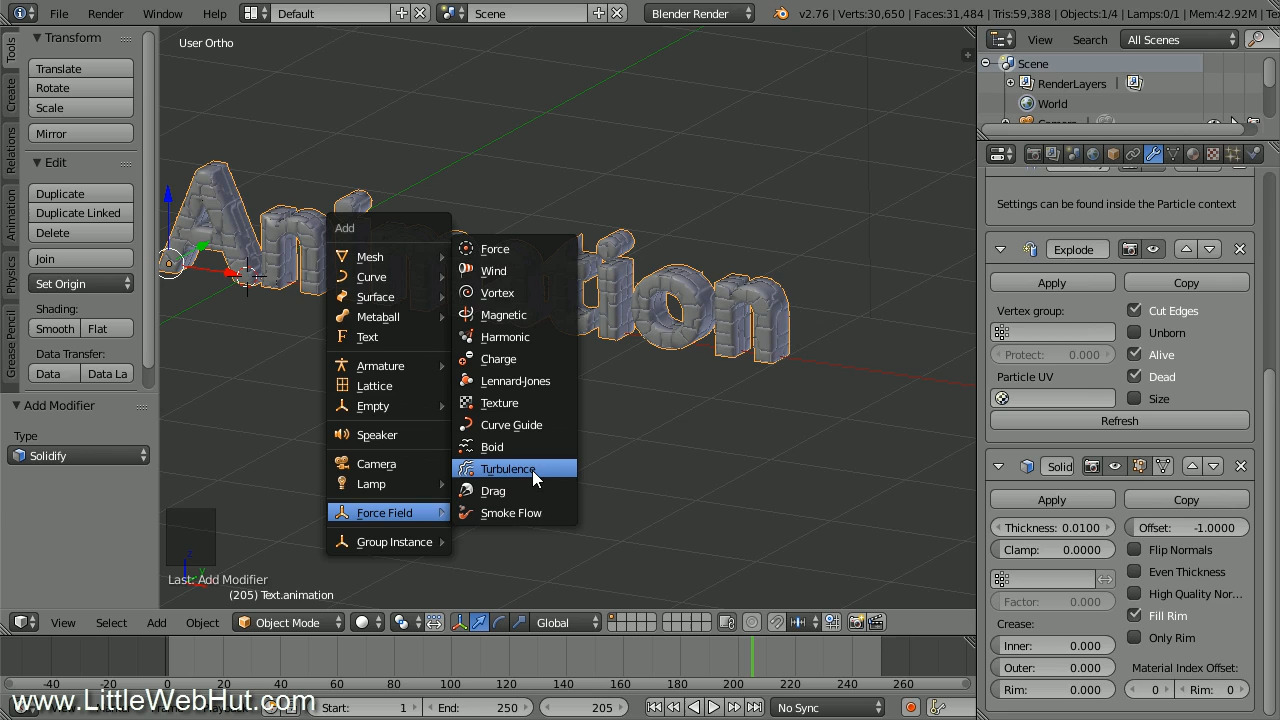 File Render Window Help Default Scene Blender Render v2.76 | Verts:30,650 | Faces:31,484 | Tris:59,388 | Objects:1/4 | Lamps:0/1 | Mem:42.92M | Te
Tools
Create
Relations
Animation
Physics
Grease Pencil
Transform
Translate
Rotate
Scale
Mirror
Edit
Duplicate
Duplicate Linked
Delete
Join
Set Origin
Shading:
Smooth Flat
Data Transfer:
Data Data La
Add Modifier
Type
Solidify
User Ortho
Animation
Add
Mesh
Curve
Surface
Metaball
Text
Armature
Lattice
Empty
Speaker
Camera
Lamp
Force Field
Group Instance
Force
Wind
Vortex
Magnetic
Harmonic
Charge
Lennard-Jones
Texture
Curve Guide
Boid
Turbulence
Drag
Smoke Flow
Last: Add Modifier
(205) Text.animation
View Select Add Object Object Mode Global
-40 -20 0 20 40 60 80 100 120 140 160 180 200 220 240 260
Start: 1 End: 250 205 No Sync
www.LittleWebHut.com
View Search All Scenes
Scene
RenderLayers
World
Settings can be found inside the Particle context
Explode
Apply Copy
Vertex group: Cut Edges
Unborn
Protect: 0.000 Alive
Particle UV Dead
Size
Refresh
Solid
Apply Copy
Thickness: 0.0100 Offset: -1.0000
Clamp: 0.0000 Flip Normals
Even Thickness
High Quality Nor...
Factor: 0.000 Fill Rim
Crease: Only Rim
Inner: 0.000
Outer: 0.000 Material Index Offset:
Rim: 0.000 0 Rim: 0